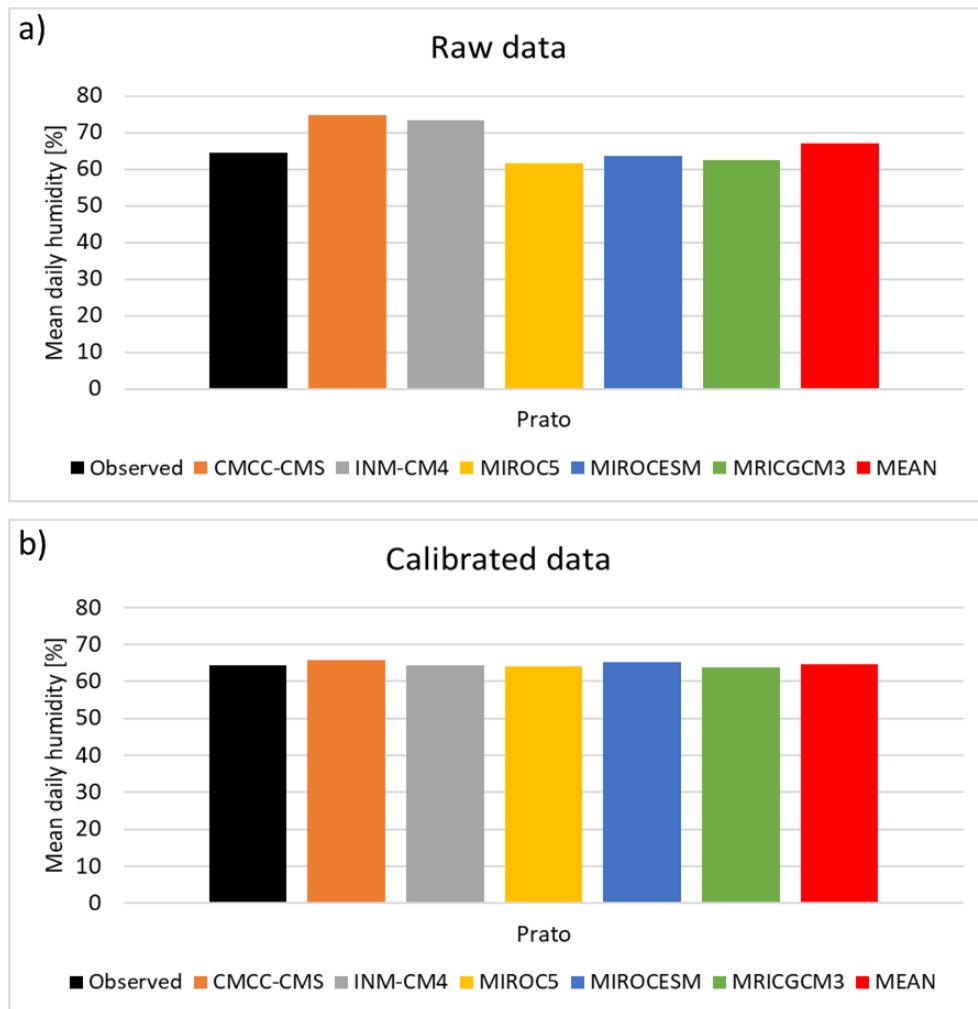 a)
Raw data
Mean daily humidity [%]
80
70
60
50
40
30
20
10
0
Prato
Observed CMCC-CMS INM-CM4 MIROC5 MIROCESM MRICGCM3 MEAN
b)
Calibrated data
Mean daily humidity [%]
80
70
60
50
40
30
20
10
0
Prato
Observed CMCC-CMS INM-CM4 MIROC5 MIROCESM MRICGCM3 MEAN